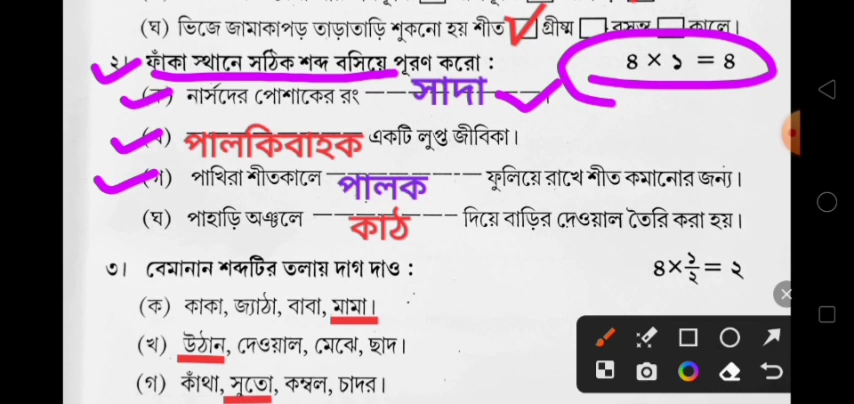 (ঘ) ভিজে জামাকাপড় তাড়াতাড়ি শুকনো হয় শীত গ্রীষ্ম বসন্ত কালে।
২। ফাঁকা স্থানে সঠিক শব্দ বসিয়ে পূরণ করো : ৪ × ১ = ৪
(ক) নার্সদের পোশাকের রং সাদা।
(খ) পালকিবাহক একটি লুপ্ত জীবিকা।
(গ) পাখিরা শীতকালে পালক ফুলিয়ে রাখে শীত কমানোর জন্য।
(ঘ) পাহাড়ি অঞ্চলে কাঠ দিয়ে বাড়ির দেওয়াল তৈরি করা হয়।
৩। বেমানান শব্দটির তলায় দাগ দাও : ৪×১/২ = ২
(ক) কাকা, জ্যাঠা, বাবা, মামা।
(খ) উঠান, দেওয়াল, মেঝে, ছাদ।
(গ) কাঁথা, সুতো, কম্বল, চাদর।